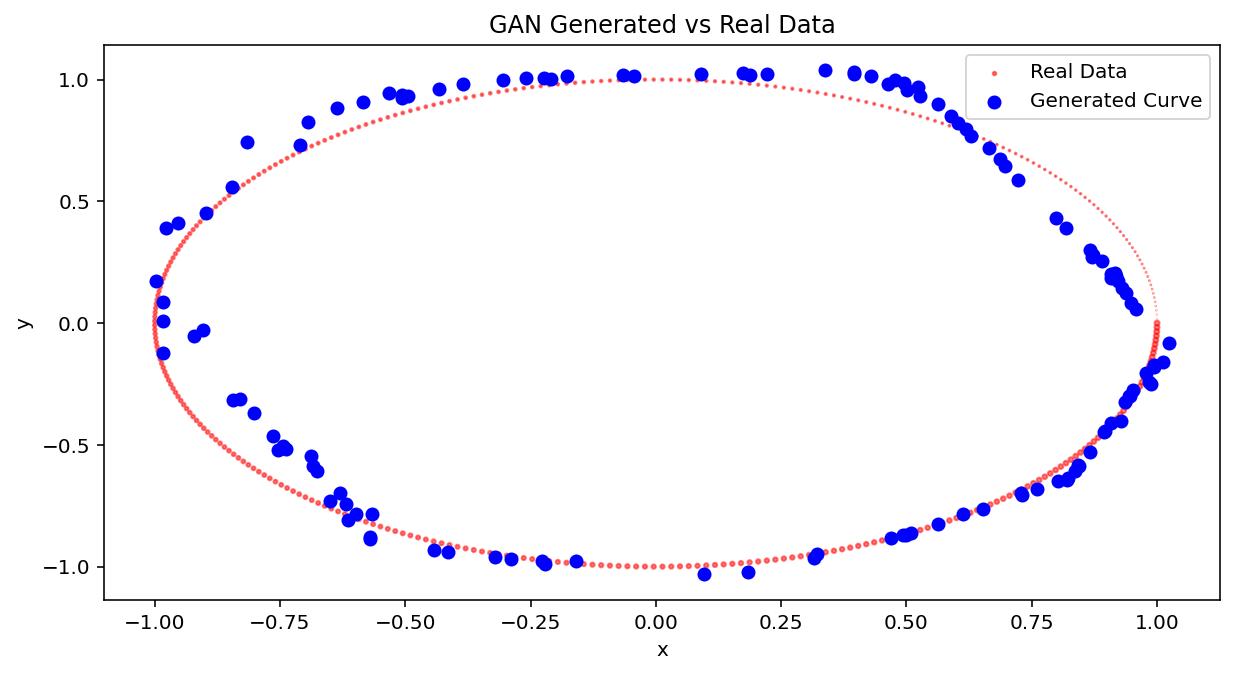 GAN Generated vs Real Data
Real Data
Generated Curve
1.0
0.5
0.0
−0.5
−1.0
y
−1.00 −0.75 −0.50 −0.25 0.00 0.25 0.50 0.75 1.00
x